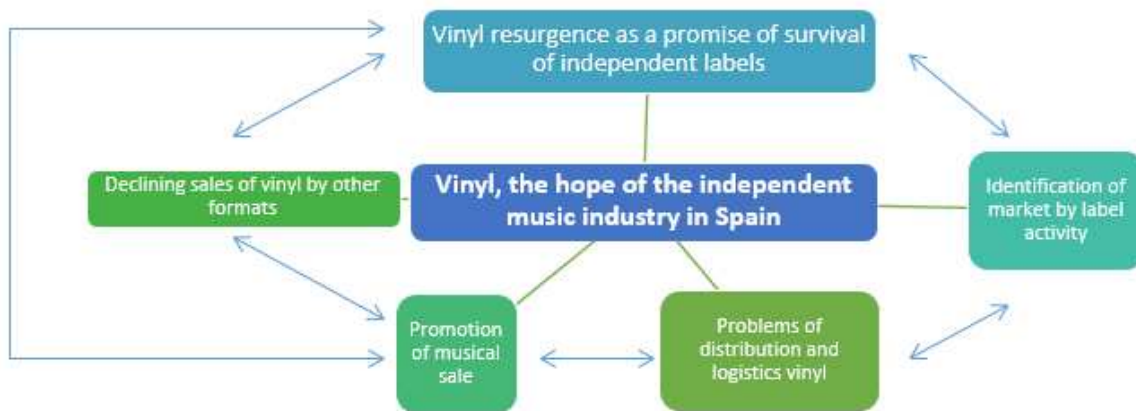 Vinyl resurgence as a promise of survival
of independent labels
Declining sales of vinyl by other
formats
Vinyl, the hope of the independent
music industry in Spain
Identification of
market by label
activity
Promotion
of musical
sale
Problems of
distribution and
logistics vinyl